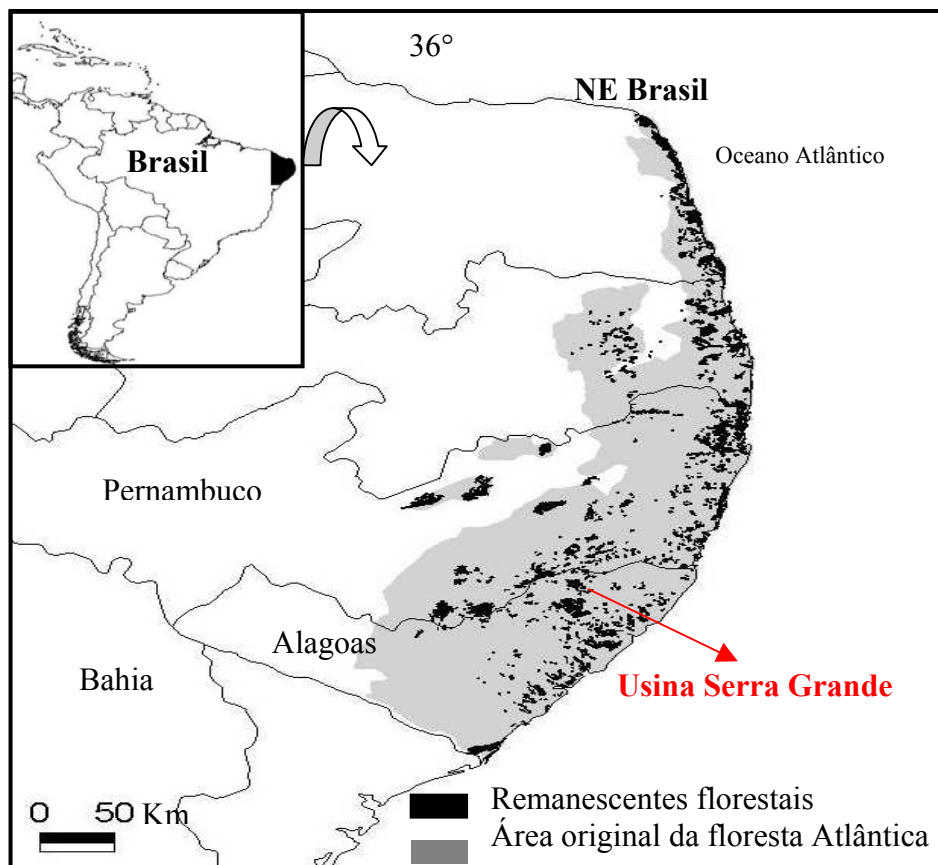 36°
NE Brasil
Brasil
Oceano Atlântico
Pernambuco
Alagoas
Bahia
Usina Serra Grande
0 50 Km
Remanescentes florestais
Área original da floresta Atlântica